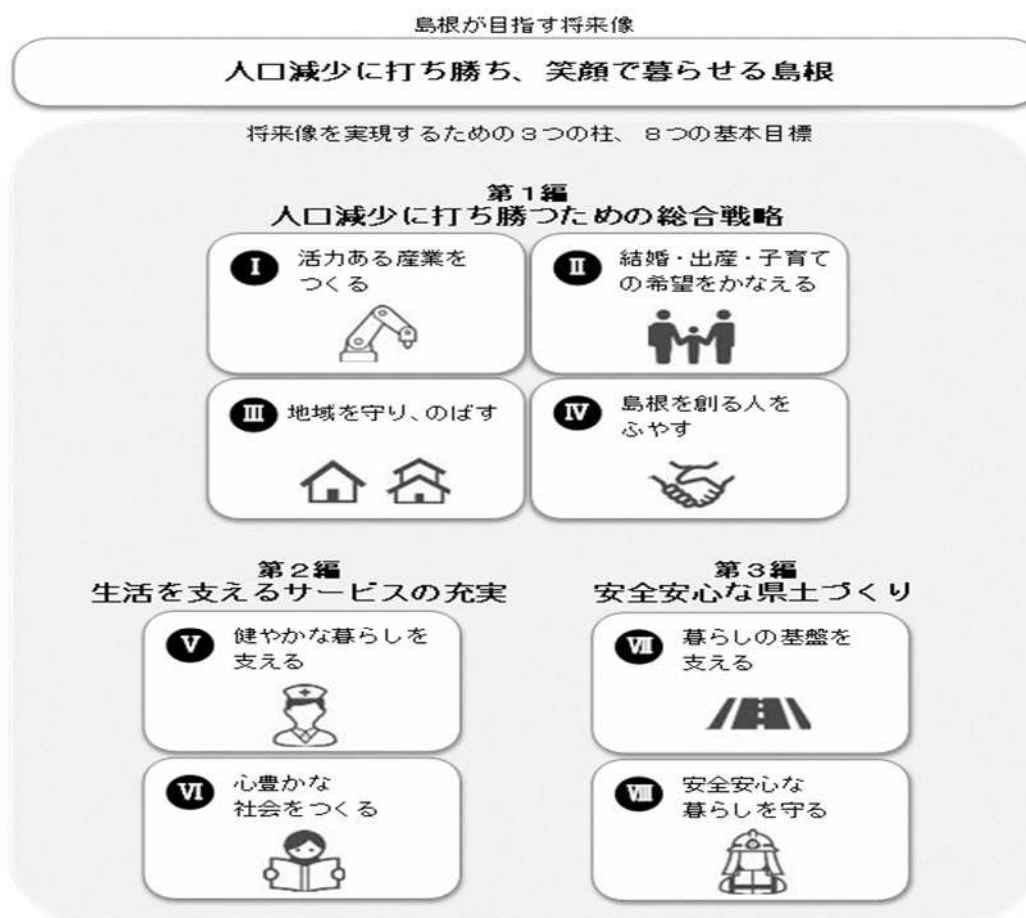 島根が目指す将来像
人口減少に打ち勝ち、笑顔で暮らせる島根
将来像を実現するための3つの柱、8つの基本目標
第1編
人口減少に打ち勝つための総合戦略
Ⅰ 活力ある産業を
つくる
Ⅱ 結婚・出産・子育て
の希望をかなえる
Ⅲ 地域を守り、のばす
Ⅳ 島根を創る人を
ふやす
第2編
生活を支えるサービスの充実
Ⅴ 健やかな暮らしを
支える
Ⅵ 心豊かな
社会をつくる
第3編
安全安心な県土づくり
Ⅶ 暮らしの基盤を
支える
Ⅷ 安全安心な
暮らしを守る